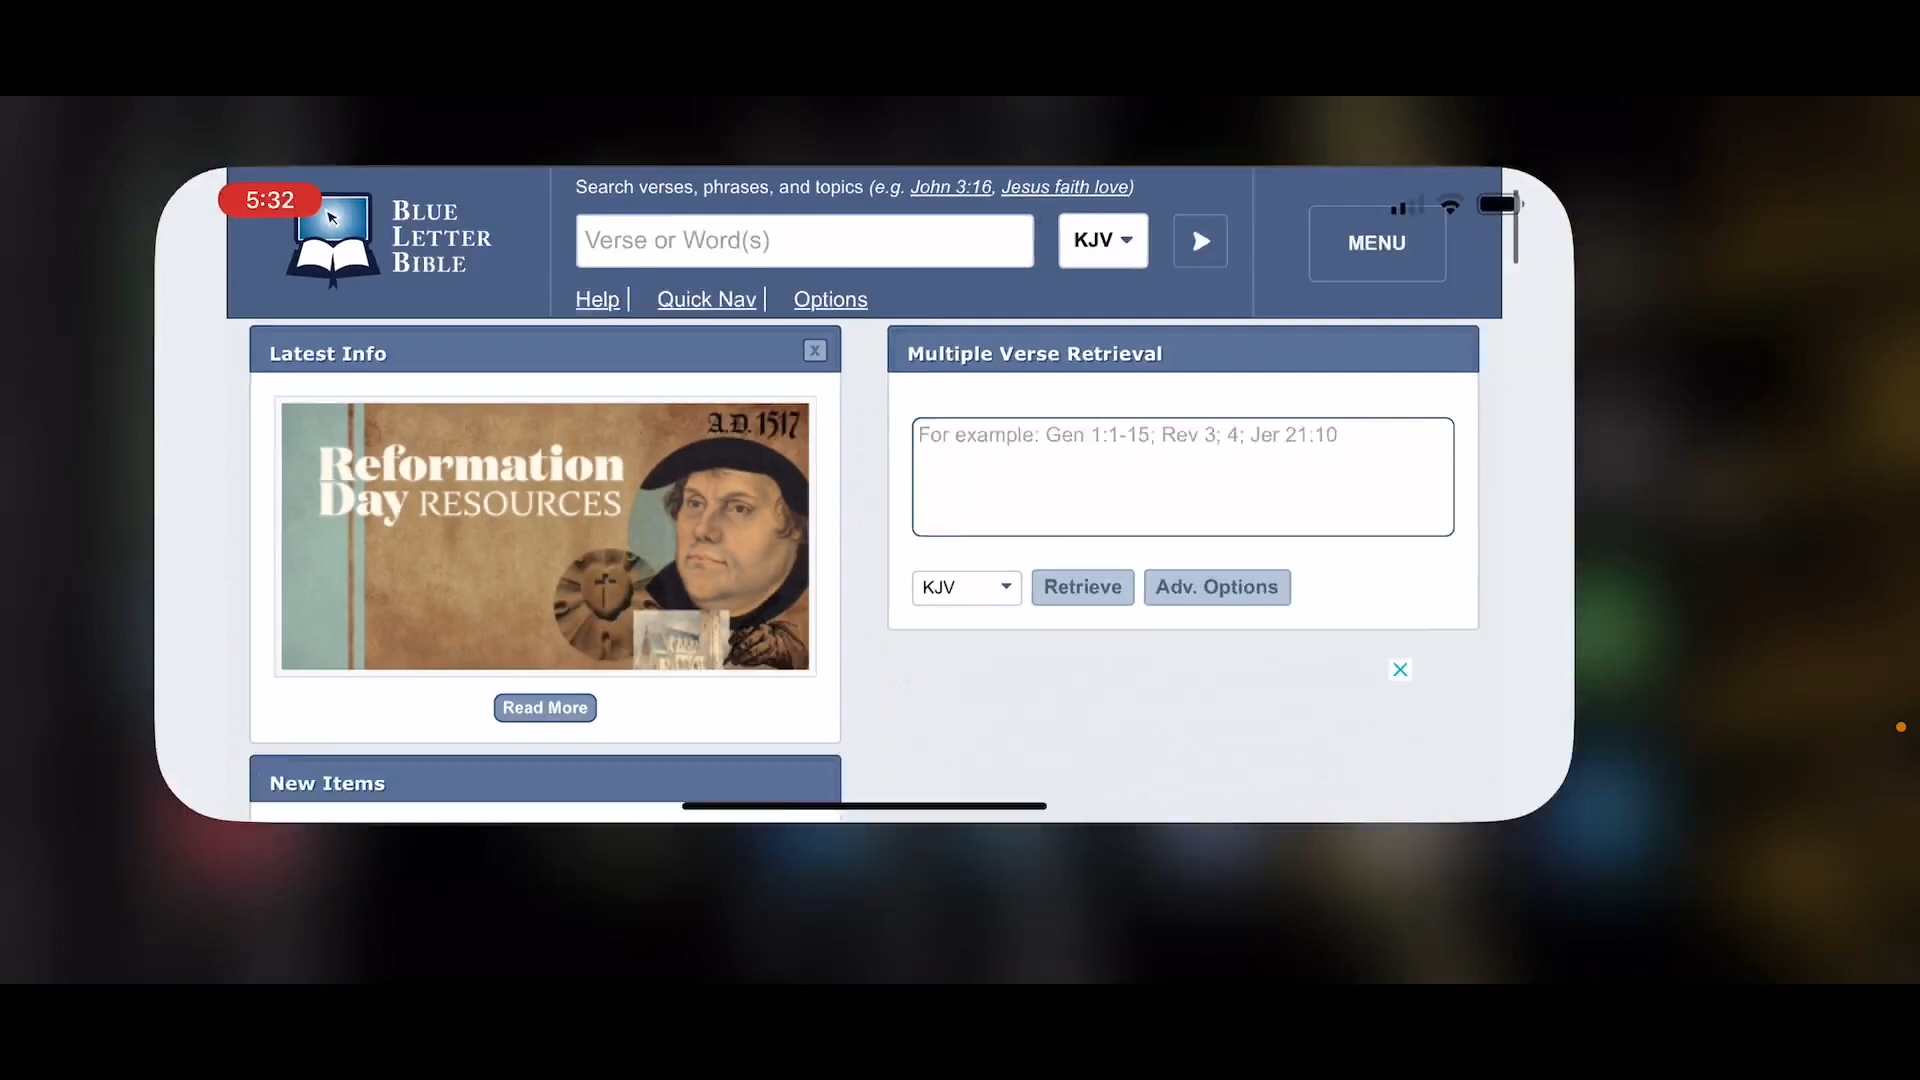 5:32
BLUE
LETTER
BIBLE
Search verses, phrases, and topics (e.g. John 3:16, Jesus faith love)
Verse or Word(s)
KJV
MENU
Help | Quick Nav | Options
Latest Info
x
A.D. 1517
Reformation
Day RESOURCES
Read More
New Items
Multiple Verse Retrieval
For example: Gen 1:1-15; Rev 3; 4; Jer 21:10
KJV
Retrieve
Adv. Options